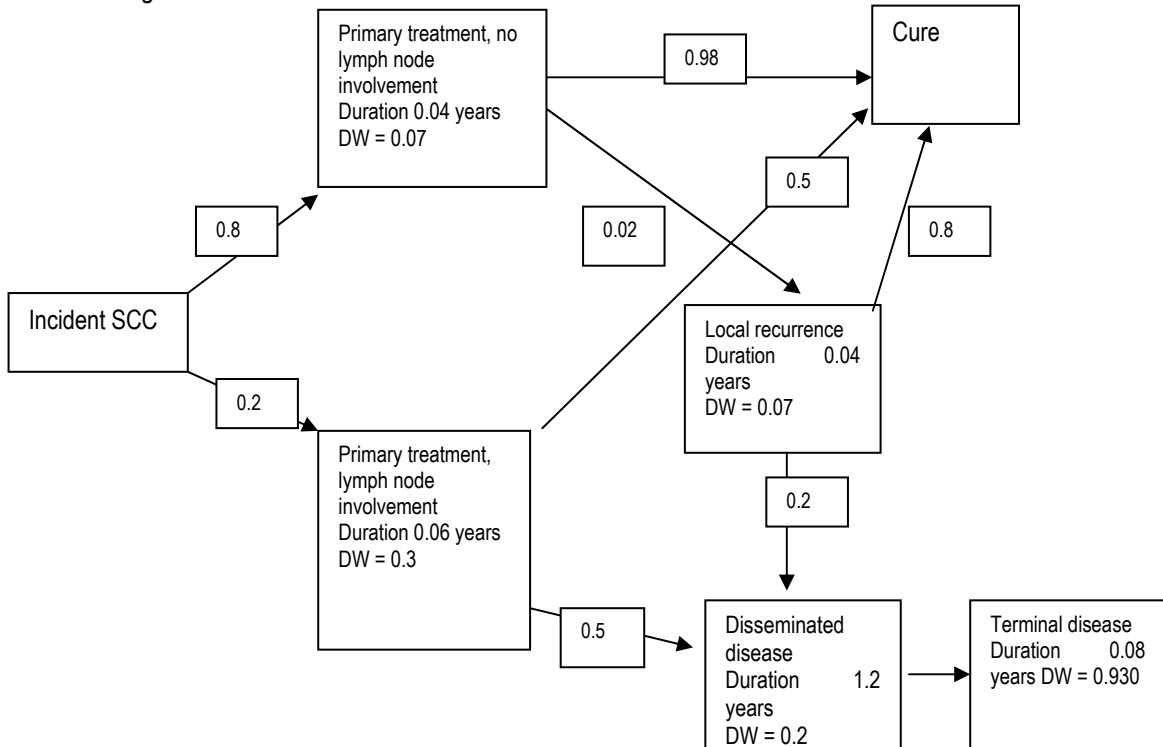 Primary treatment, no
lymph node
involvement
Duration 0.04 years
DW = 0.07
0.98
Cure
0.5
0.8
0.02
0.8
Incident SCC
Local recurrence
Duration 0.04
years
DW = 0.07
0.2
Primary treatment,
lymph node
involvement
Duration 0.06 years
DW = 0.3
0.2
0.5
Disseminated
disease
Duration 1.2
years
DW = 0.2
Terminal disease
Duration 0.08
years DW = 0.930